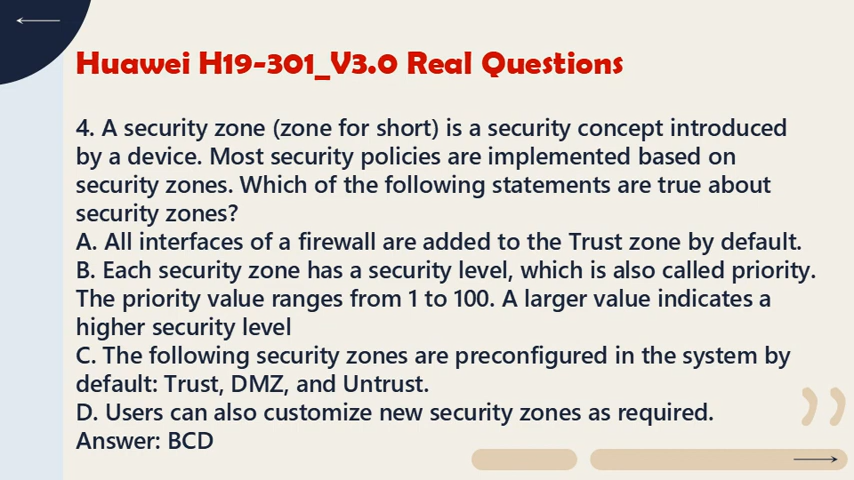 Huawei H19-301_V3.0 Real Questions
4. A security zone (zone for short) is a security concept introduced
by a device. Most security policies are implemented based on
security zones. Which of the following statements are true about
security zones?
A. All interfaces of a firewall are added to the Trust zone by default.
B. Each security zone has a security level, which is also called priority.
The priority value ranges from 1 to 100. A larger value indicates a
higher security level
C. The following security zones are preconfigured in the system by
default: Trust, DMZ, and Untrust.
D. Users can also customize new security zones as required.
Answer: BCD